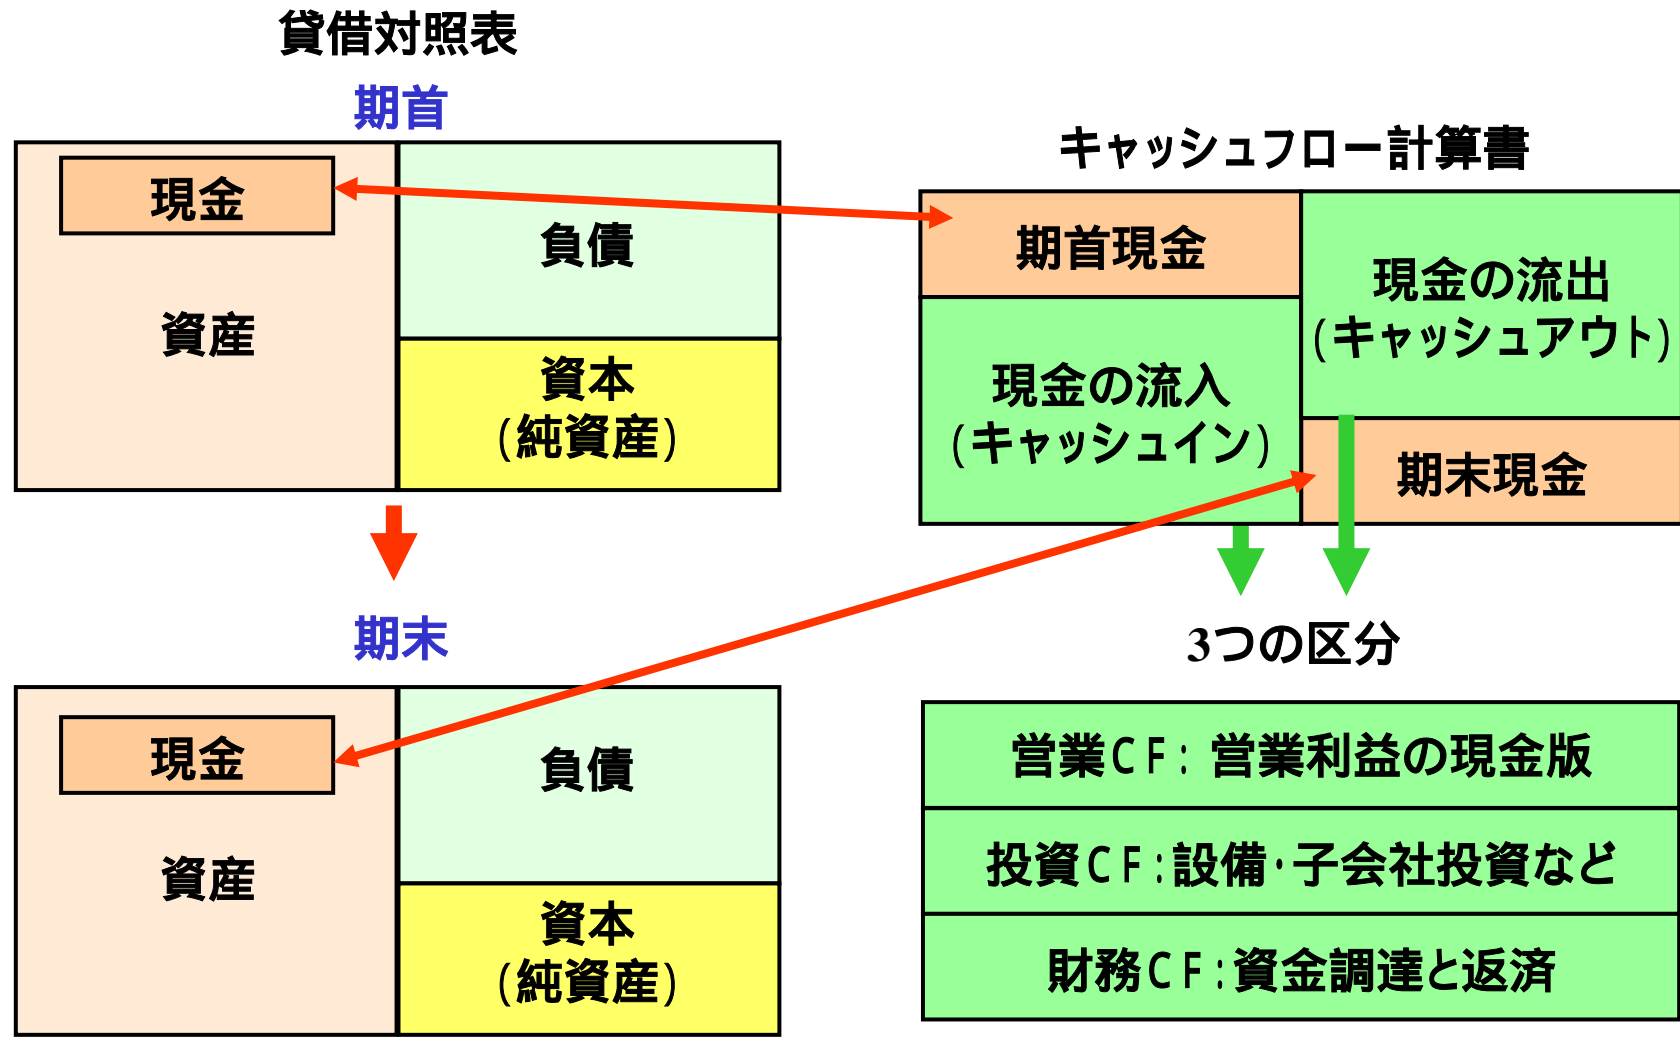 貸借対照表
期首
現金
資産
負債
資本
(純資産)
期末
現金
資産
負債
資本
(純資産)
キャッシュフロー計算書
期首現金
現金の流入
(キャッシュイン)
現金の流出
(キャッシュアウト)
期末現金
3つの区分
営業CF: 営業利益の現金版
投資CF:設備・子会社投資など
財務CF:資金調達と返済